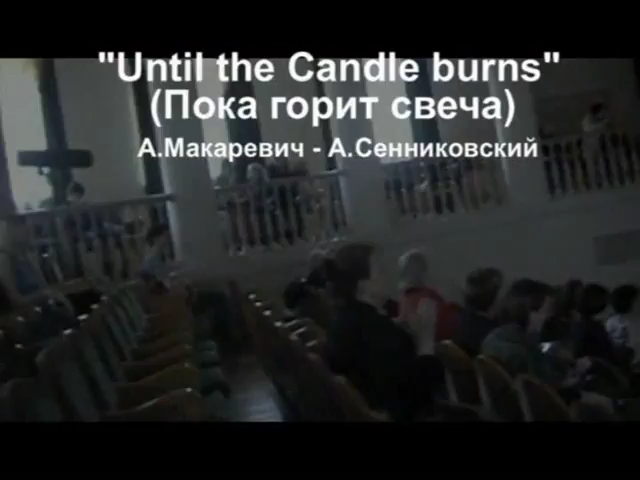 "Until the Candle burns"
(Пока горит свеча)
А.Макаревич - А.Сенниковский